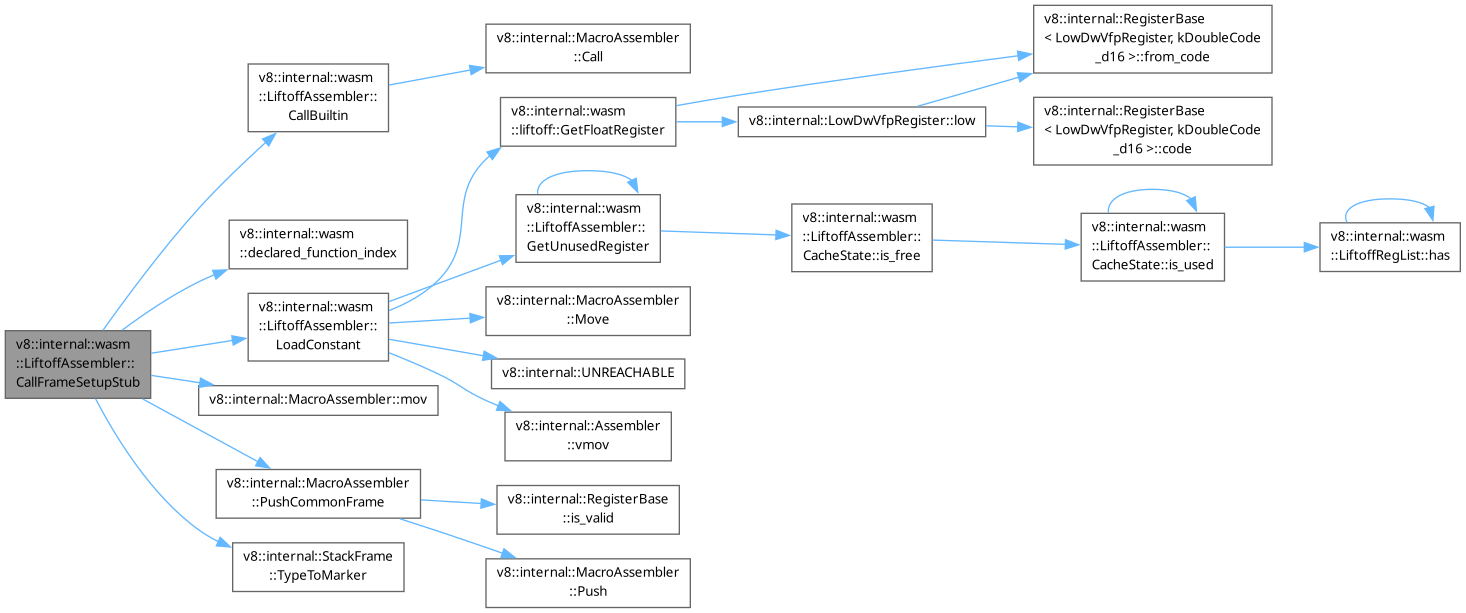 v8::internal::wasm
::LiftoffAssembler::
CallFrameSetupStub
v8::internal::wasm
::LiftoffAssembler::
CallBuiltin
v8::internal::MacroAssembler
::Call
v8::internal::wasm
::declared_function_index
v8::internal::wasm
::LiftoffAssembler::
LoadConstant
v8::internal::wasm
::liftoff::GetFloatRegister
v8::internal::RegisterBase
< LowDwVfpRegister, kDoubleCode
_d16 >::from_code
v8::internal::LowDwVfpRegister::low
v8::internal::RegisterBase
< LowDwVfpRegister, kDoubleCode
_d16 >::code
v8::internal::wasm
::LiftoffAssembler::
GetUnusedRegister
v8::internal::wasm
::LiftoffAssembler::
CacheState::is_free
v8::internal::wasm
::LiftoffAssembler::
CacheState::is_used
v8::internal::wasm
::LiftoffRegList::has
v8::internal::MacroAssembler
::Move
v8::internal::UNREACHABLE
v8::internal::Assembler
::vmov
v8::internal::MacroAssembler::mov
v8::internal::MacroAssembler
::PushCommonFrame
v8::internal::RegisterBase
::is_valid
v8::internal::MacroAssembler
::Push
v8::internal::StackFrame
::TypeToMarker